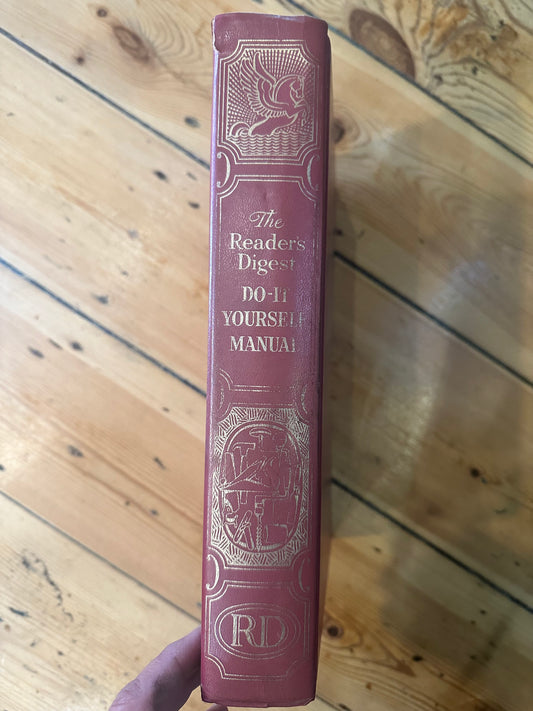 The
Reader's
Digest
DO-IT
YOURSELF
MANUAL
RD